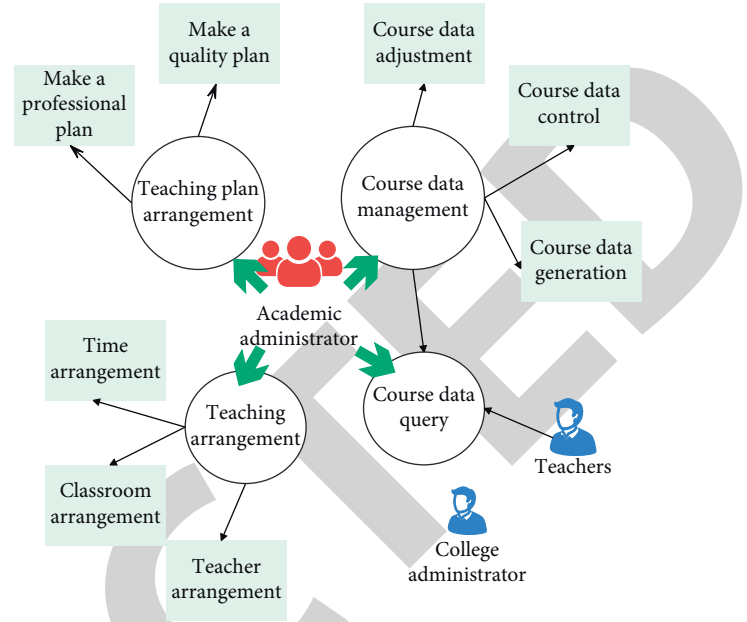 Make a
quality plan
Course data
adjustment
Make a
professional
plan
Course data
control
Teaching plan
arrangement
Course data
management
Course data
generation
Academic
administrator
Time
arrangement
Teaching
arrangement
Course data
query
Teachers
Classroom
arrangement
College
administrator
Teacher
arrangement